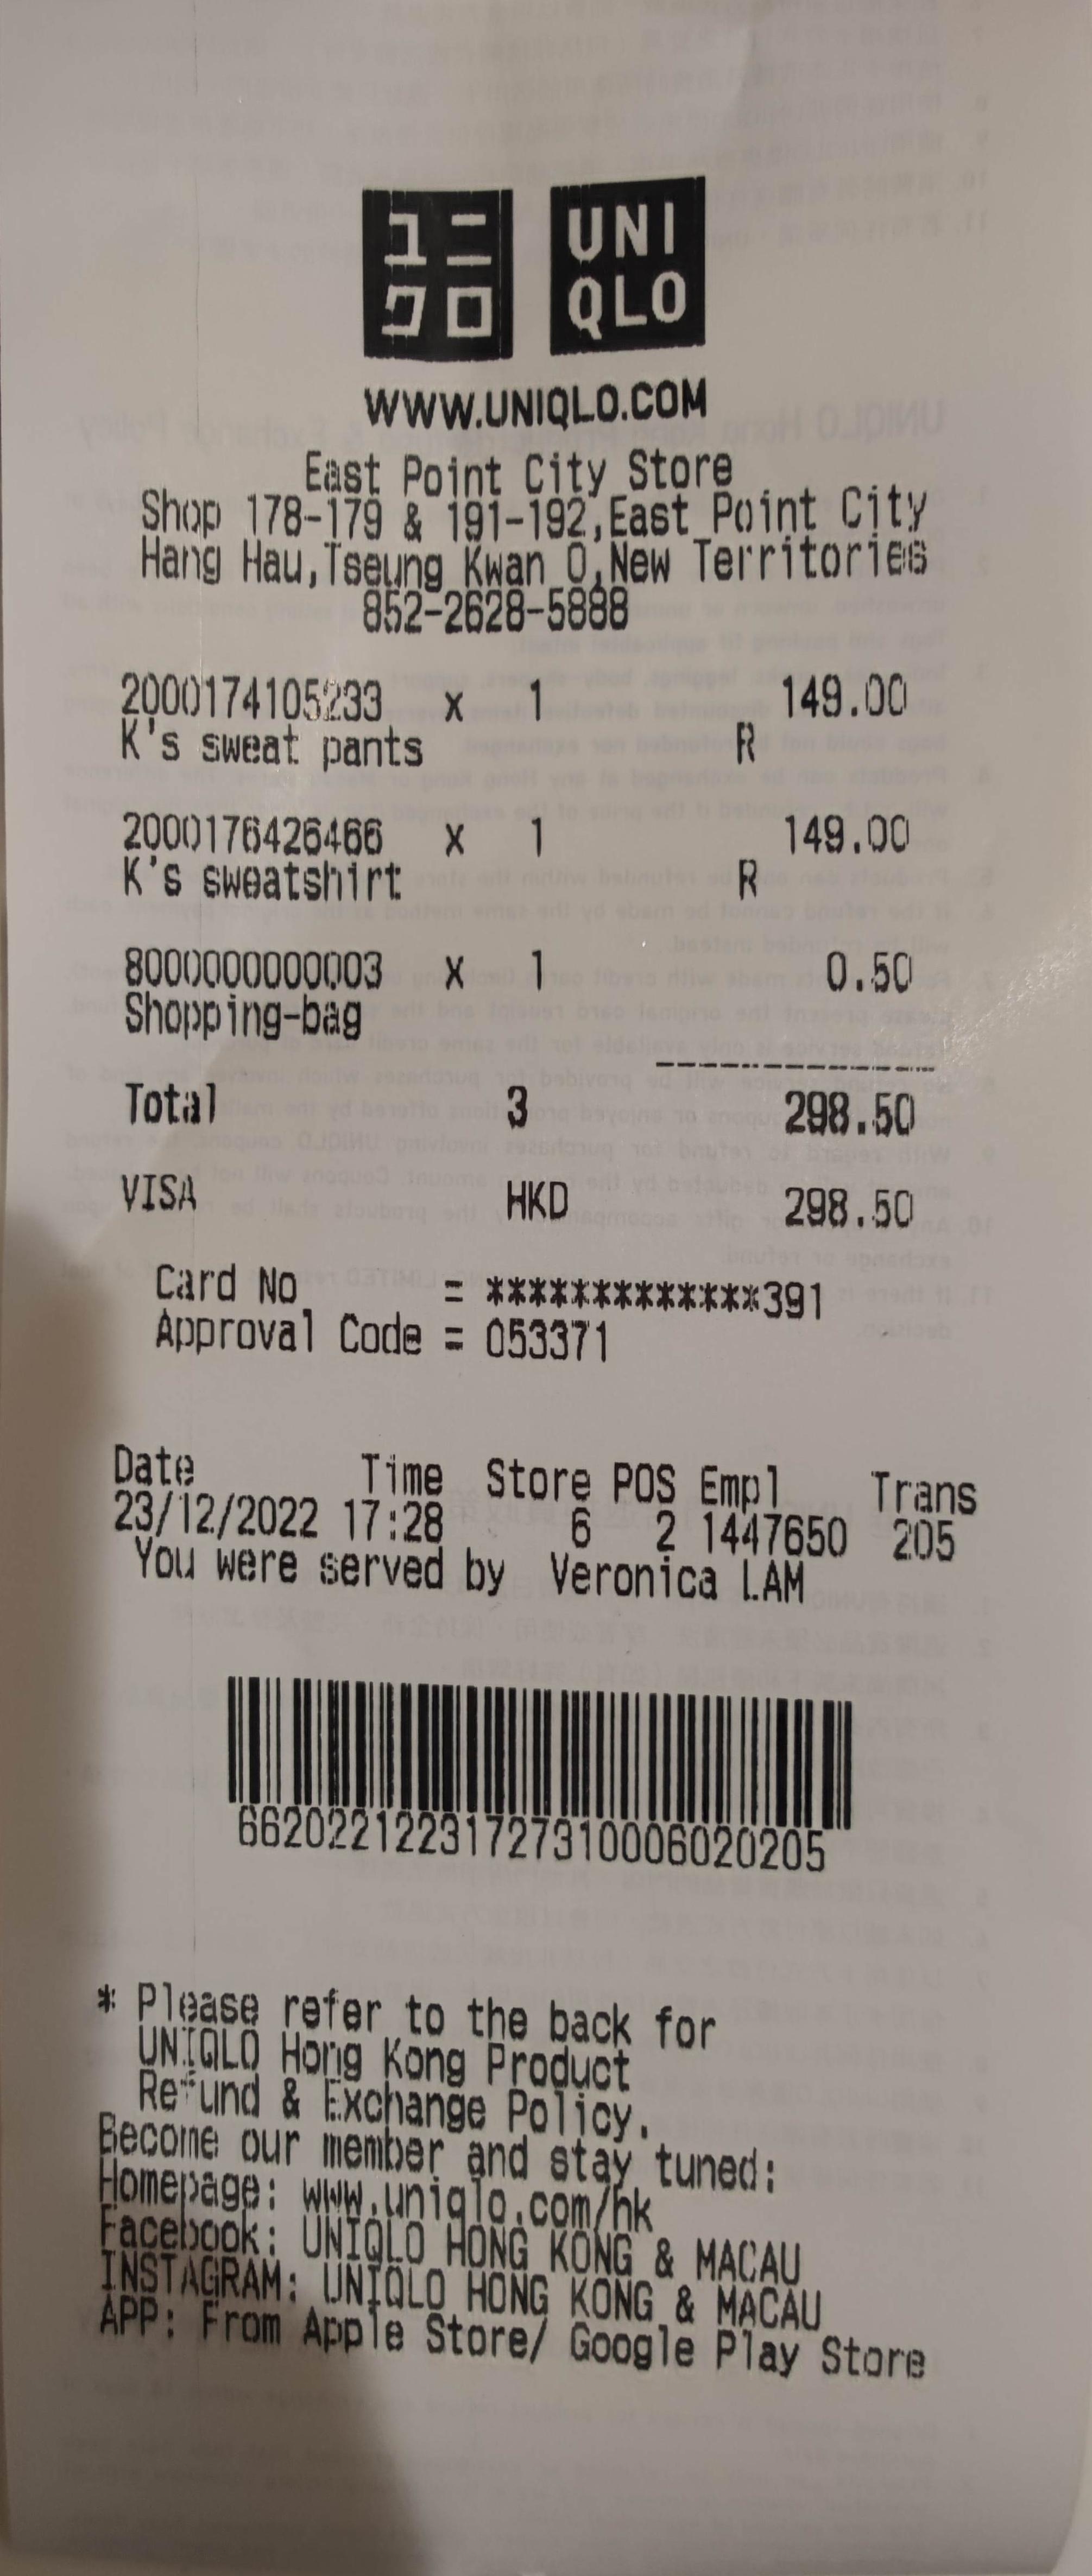 ユニ
クロ
UNI
QLO
WWW.UNIQLO.COM
East Point City Store
Shop 178-179 & 191-192,East Point City
Hang Hau,Tseung Kwan O,New Territories
852-2628-5888
2000174105233 x 1 149.00
K's sweat pants R
2000176426466 x 1 149.00
K's sweatshirt R
8000000000003 x 1 0.50
Shopping-bag
Total 3 298.50
VISA HKD 298.50
Card No = *************391
Approval Code = 053371
Date Time Store POS Empl Trans
23/12/2022 17:28 6 2 1447650 205
You were served by Veronica LAM
66202212231727310006020205
* Please refer to the back for
UNIQLO Hong Kong Product
Refund & Exchange Policy.
Become our member and stay tuned:
Homepage: www.uniqlo.com/hk
Facebook: UNIQLO HONG KONG & MACAU
INSTAGRAM: UNIQLO HONG KONG & MACAU
APP: From Apple Store/ Google Play Store